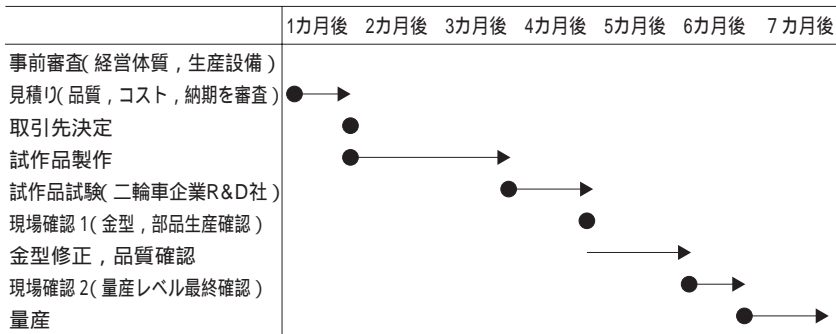 1カ月後 2カ月後 3カ月後 4カ月後 5カ月後 6カ月後 7カ月後
事前審査(経営体質,生産設備)
見積り(品質,コスト,納期を審査)
取引先決定
試作品製作
試作品試験(二輪車企業R&D社)
現場確認1(金型,部品生産確認)
金型修正,品質確認
現場確認2(量産レベル最終確認)
量産